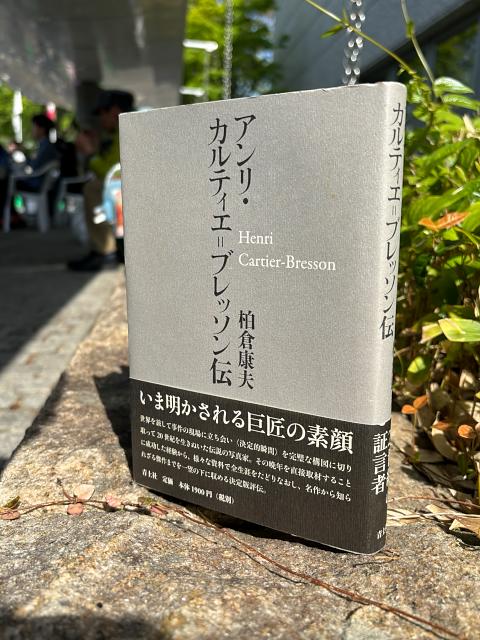 アンリ・
カルティエ=ブレッソン伝
Henri
Cartier-Bresson
柏倉康夫
いま明かされる巨匠の素顔
世界を旅して事件の現場に立ち会い〈決定的瞬間〉を完璧な構図に切り
取って20世紀を生きぬいた伝説の写真家。その晩年を直接取材すること
に成功した経験から、様々な資料で全生涯をたどりなおし、名作から知ら
れざる傑作までを一望の下に収める決定版評伝。
青土社 定価 本体1900円(税別)
カルティエ=ブレッソン伝
証言者
青土